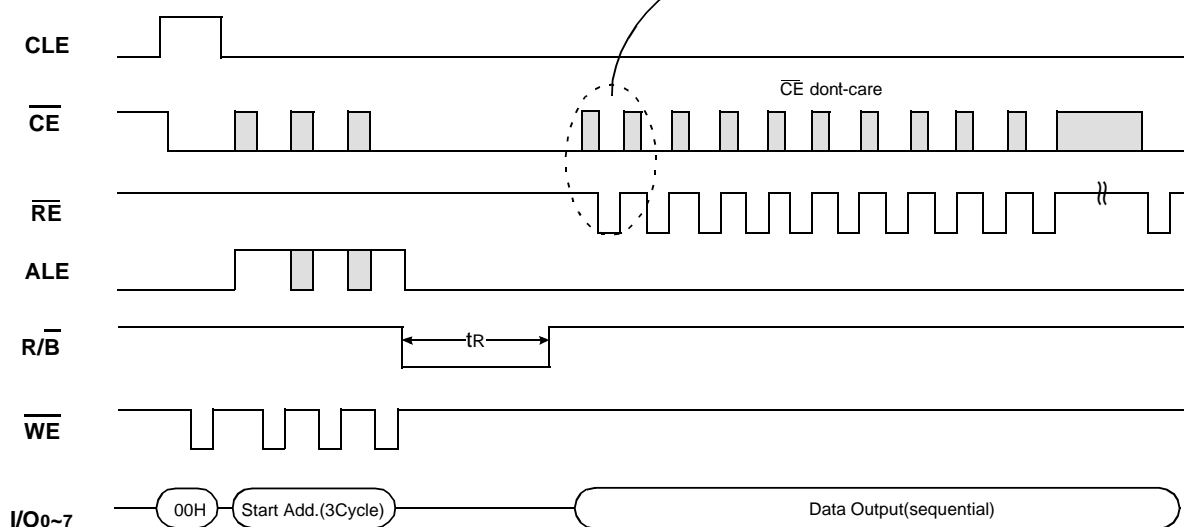 CLE
CE dont-care
CE
RE
ALE
R/B
tR
WE
I/O0~7
00H
Start Add.(3Cycle)
Data Output(sequential)